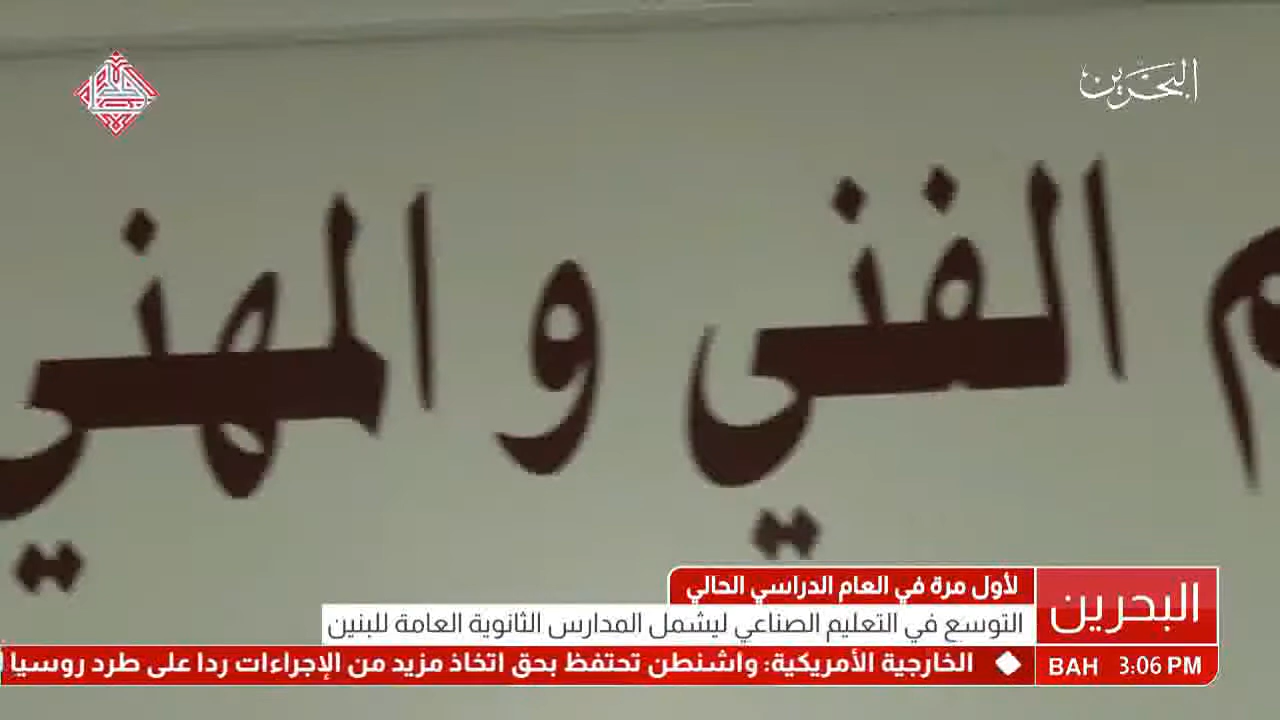 البحرين
الفني والمهني
لأول مرة في العام الدراسي الحالي
البحرين
التوسع في التعليم الصناعي ليشمل المدارس الثانوية العامة للبنين
الخارجية الأمريكية: واشنطن تحتفظ بحق اتخاذ مزيد من الإجراءات ردا على طرد روسيا
BAH 3:06 PM